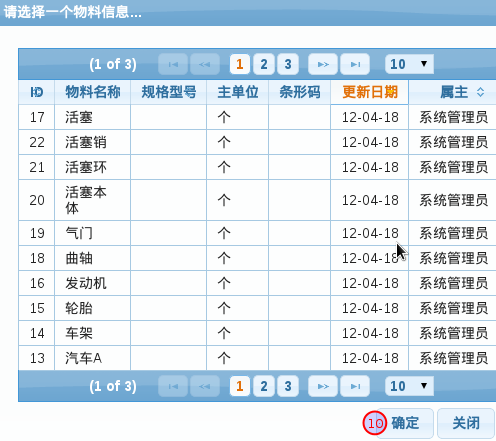 请选择一个物料信息...
(1 of 3) 1 2 3 10
ID 物料名称 规格型号 主单位 条形码 更新日期 属主
17 活塞 个 12-04-18 系统管理员
22 活塞销 个 12-04-18 系统管理员
21 活塞环 个 12-04-18 系统管理员
20 活塞本 个 12-04-18 系统管理员
体
19 气门 个 12-04-18 系统管理员
18 曲轴 个 12-04-18 系统管理员
16 发动机 个 12-04-18 系统管理员
15 轮胎 个 12-04-18 系统管理员
14 车架 个 12-04-18 系统管理员
13 汽车A 个 12-04-18 系统管理员
(1 of 3) 1 2 3 10
10 确定 关闭